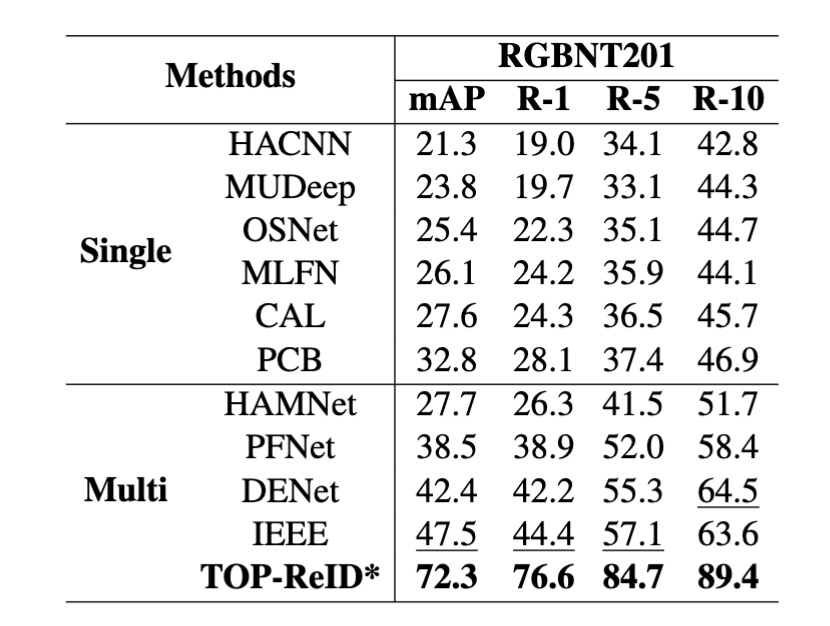 Methods RGBNT201
mAP R-1 R-5 R-10
Single
HACNN 21.3 19.0 34.1 42.8
MUDeep 23.8 19.7 33.1 44.3
OSNet 25.4 22.3 35.1 44.7
MLFN 26.1 24.2 35.9 44.1
CAL 27.6 24.3 36.5 45.7
PCB 32.8 28.1 37.4 46.9
Multi
HAMNet 27.7 26.3 41.5 51.7
PFNet 38.5 38.9 52.0 58.4
DENet 42.4 42.2 55.3 64.5
IEEE 47.5 44.4 57.1 63.6
TOP-ReID* 72.3 76.6 84.7 89.4